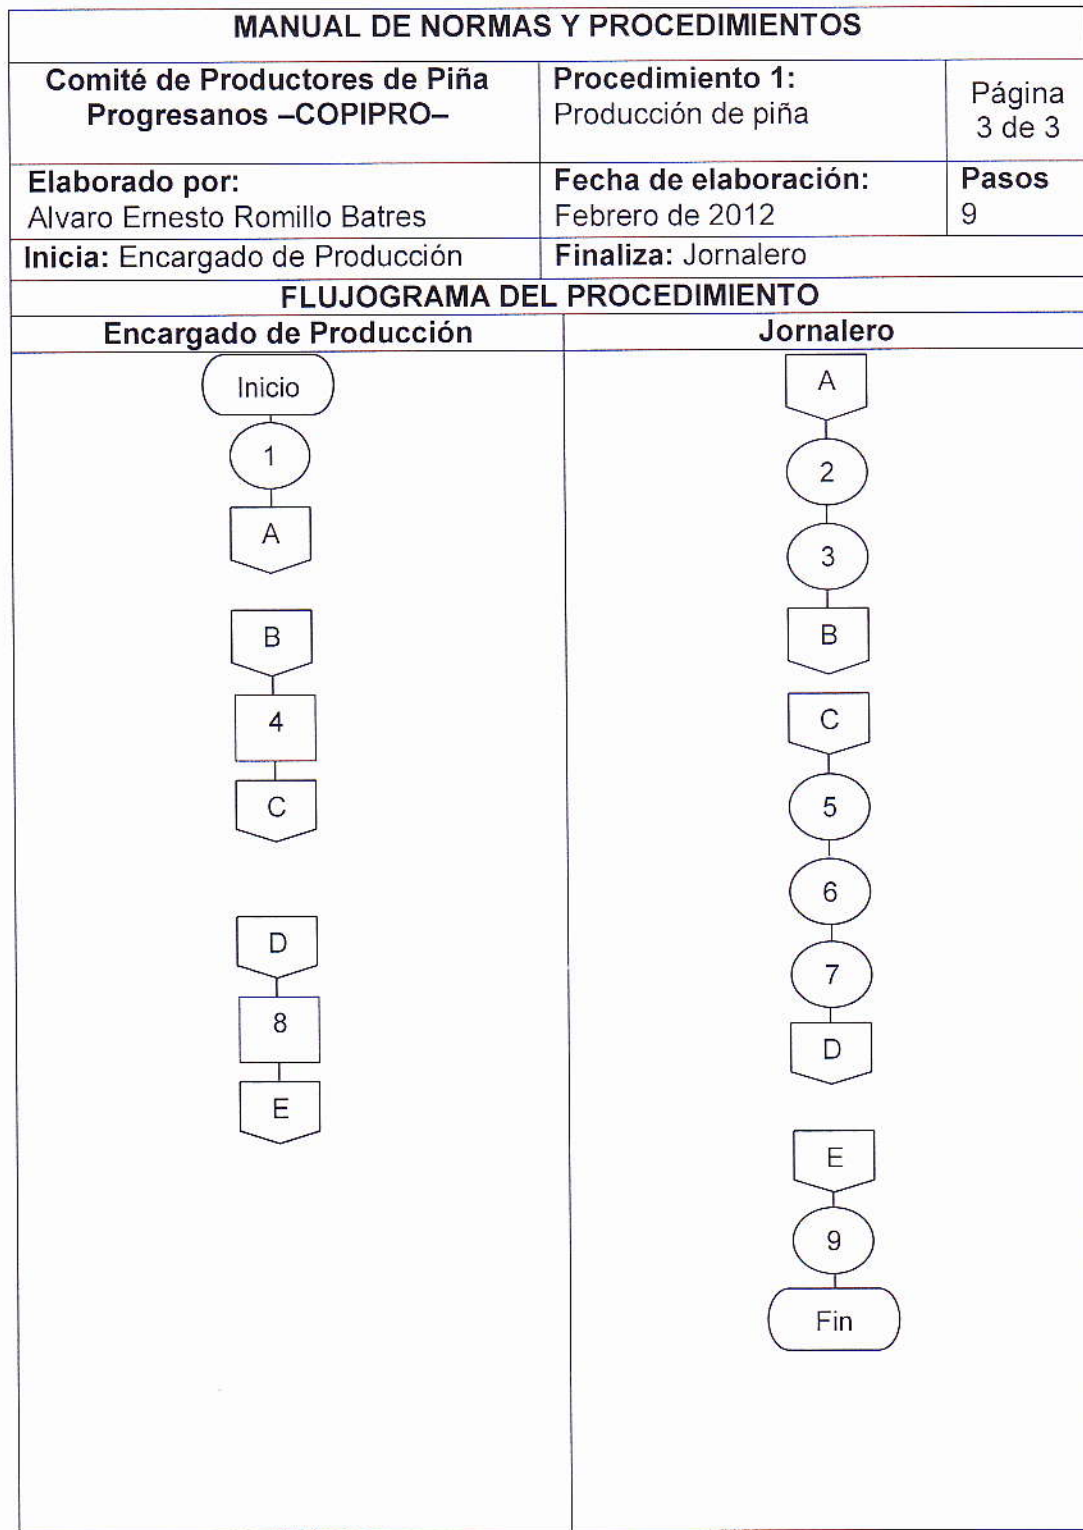 MANUAL DE NORMAS Y PROCEDIMIENTOS
Comité de Productores de Piña
Progresanos –COPIPRO–
Procedimiento 1:
Producción de piña
Página
3 de 3
Elaborado por:
Alvaro Ernesto Romillo Batres
Fecha de elaboración:
Febrero de 2012
Pasos
9
Inicia: Encargado de Producción
Finaliza: Jornalero
FLUJOGRAMA DEL PROCEDIMIENTO
Encargado de Producción
Inicio
1
A
B
4
C
D
8
E
Jornalero
A
2
3
B
C
5
6
7
D
E
9
Fin